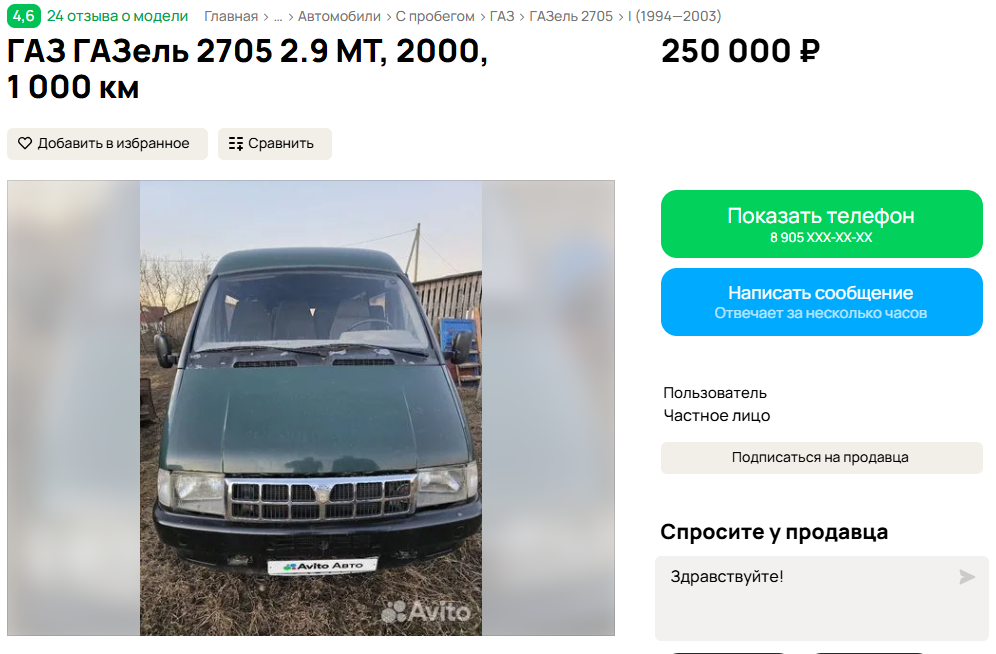 4,6 24 отзыва о модели Главная › ... › Автомобили › С пробегом › ГАЗ › ГАЗель 2705 › I (1994—2003)
ГАЗ ГАЗель 2705 2.9 MT, 2000,
1 000 км
250 000 ₽
Добавить в избранное
Сравнить
Avito Авто
Avito
Показать телефон
8 905 XXX-XX-XX
Написать сообщение
Отвечает за несколько часов
Пользователь
Частное лицо
Подписаться на продавца
Спросите у продавца
Здравствуйте!